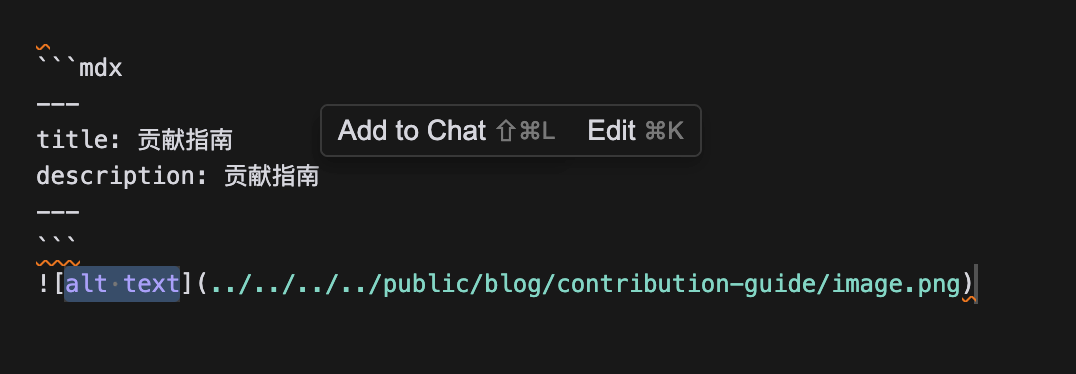 ```mdx
---
Add to Chat ⇧⌘L Edit ⌘K
title: 贡献指南
description: 贡献指南
---
```
![alt text](../../../../public/blog/contribution-guide/image.png)